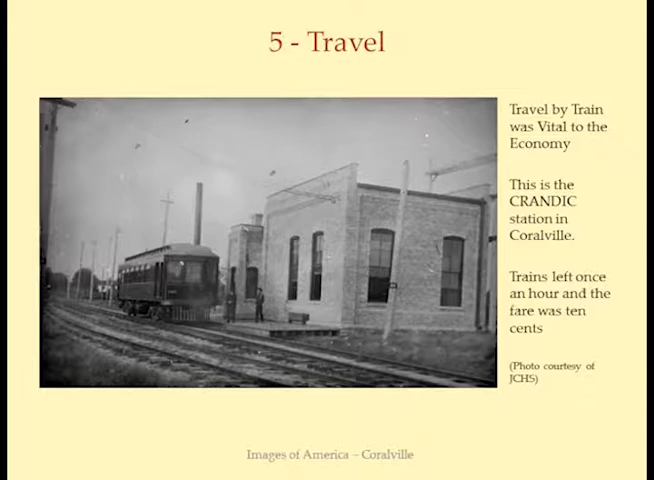 5 - Travel
Travel by Train
was Vital to the
Economy
This is the
CRANDIC
station in
Coralville.
Trains left once
an hour and the
fare was ten
cents
(Photo courtesy of
JCHS)
Images of America – Coralville